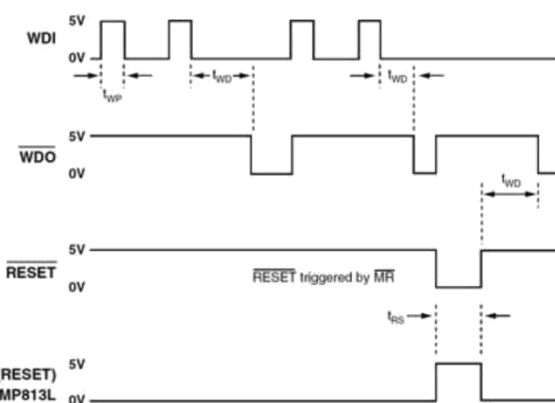 WDI
5V
0V
tWP
tWD
tWD
WDO
5V
0V
tWD
RESET
5V
0V
RESET triggered by MR
tRS
(RESET)
MP813L
5V
0V